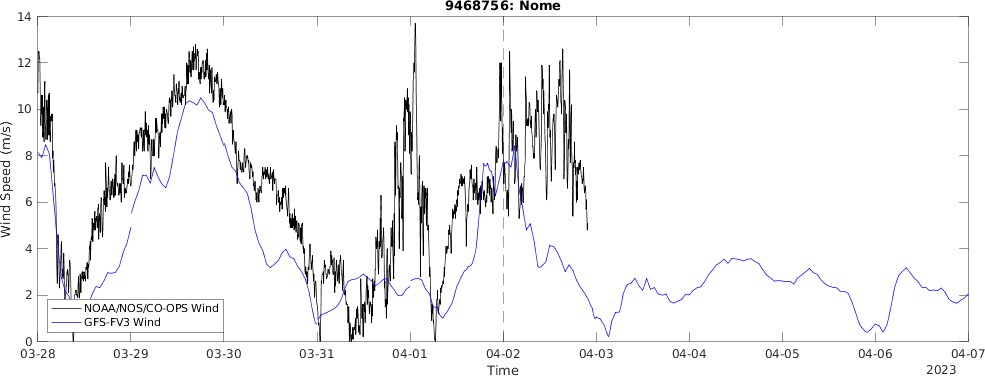 9468756: Nome
Wind Speed (m/s)
14
12
10
8
6
4
2
0
NOAA/NOS/CO-OPS Wind
GFS-FV3 Wind
03-28 03-29 03-30 03-31 04-01 04-02 04-03 04-04 04-05 04-06 04-07
Time
2023